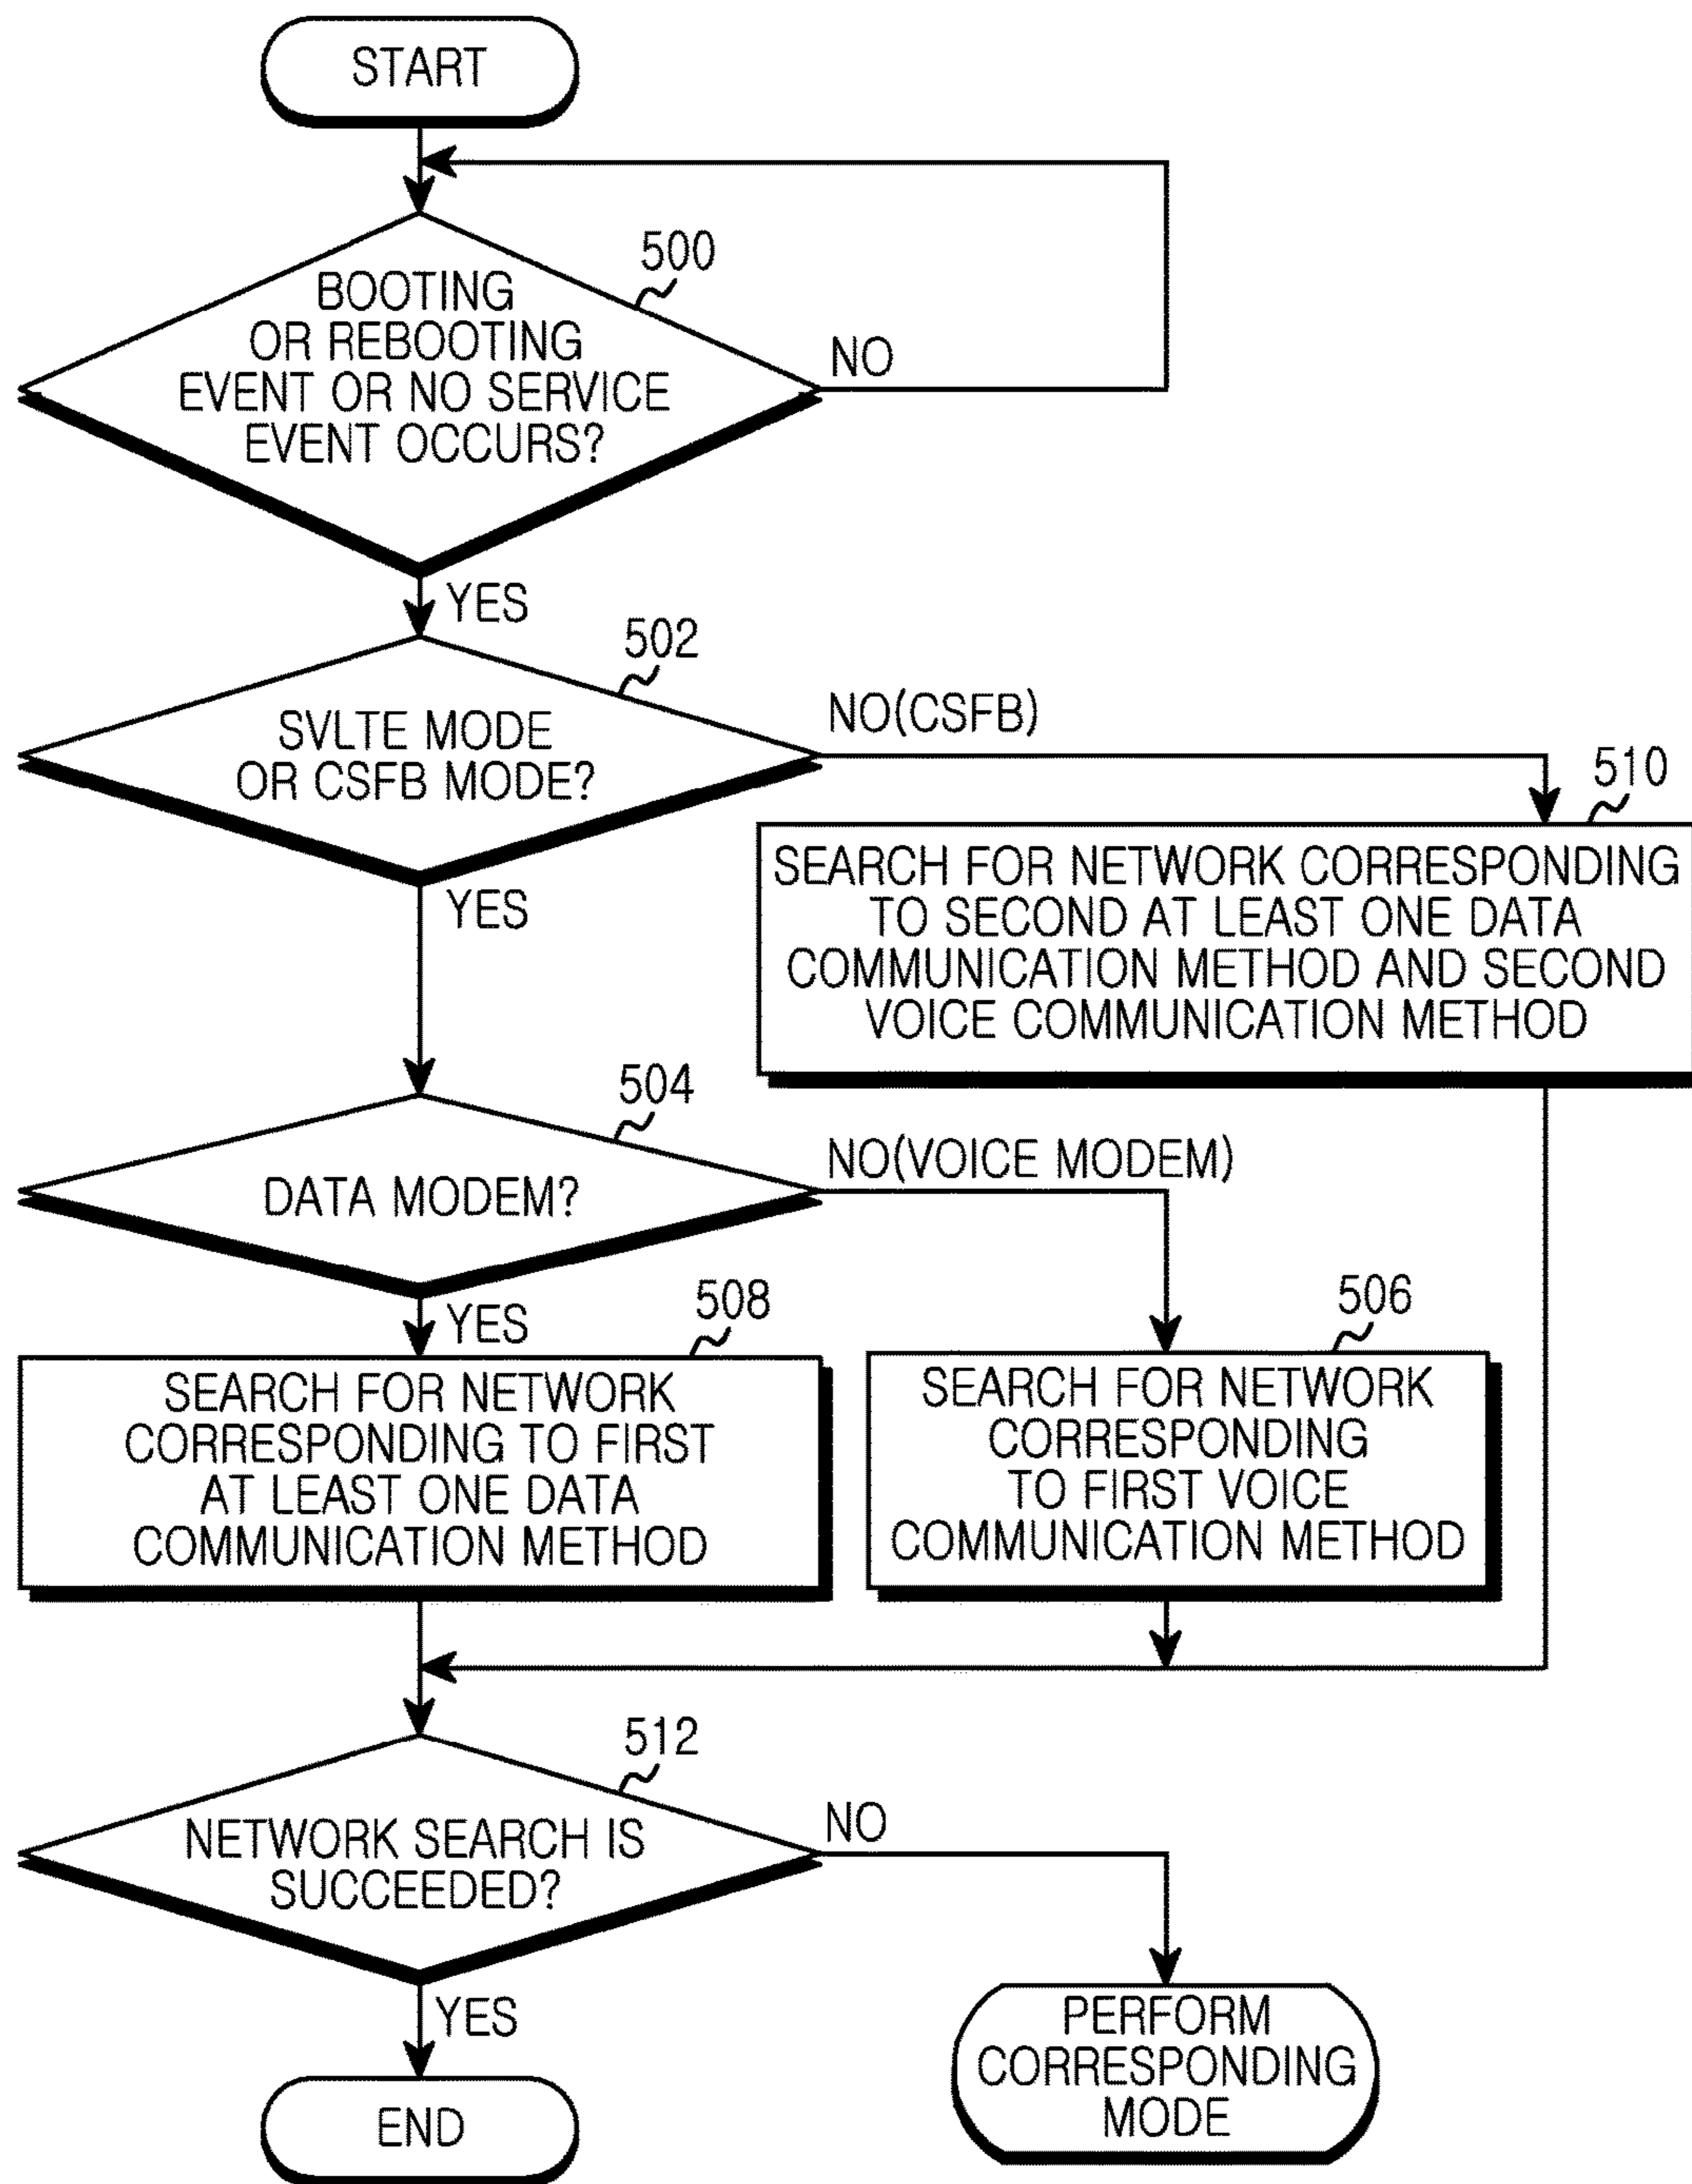 START
500
BOOTING
OR REBOOTING
EVENT OR NO SERVICE
EVENT OCCURS?
NO
YES
502
SVLTE MODE
OR CSFB MODE?
NO(CSFB)
YES
510
SEARCH FOR NETWORK CORRESPONDING
TO SECOND AT LEAST ONE DATA
COMMUNICATION METHOD AND SECOND
VOICE COMMUNICATION METHOD
504
DATA MODEM?
NO(VOICE MODEM)
YES
508
SEARCH FOR NETWORK
CORRESPONDING TO FIRST
AT LEAST ONE DATA
COMMUNICATION METHOD
506
SEARCH FOR NETWORK
CORRESPONDING
TO FIRST VOICE
COMMUNICATION METHOD
512
NETWORK SEARCH IS
SUCCEEDED?
NO
YES
PERFORM
CORRESPONDING
MODE
END